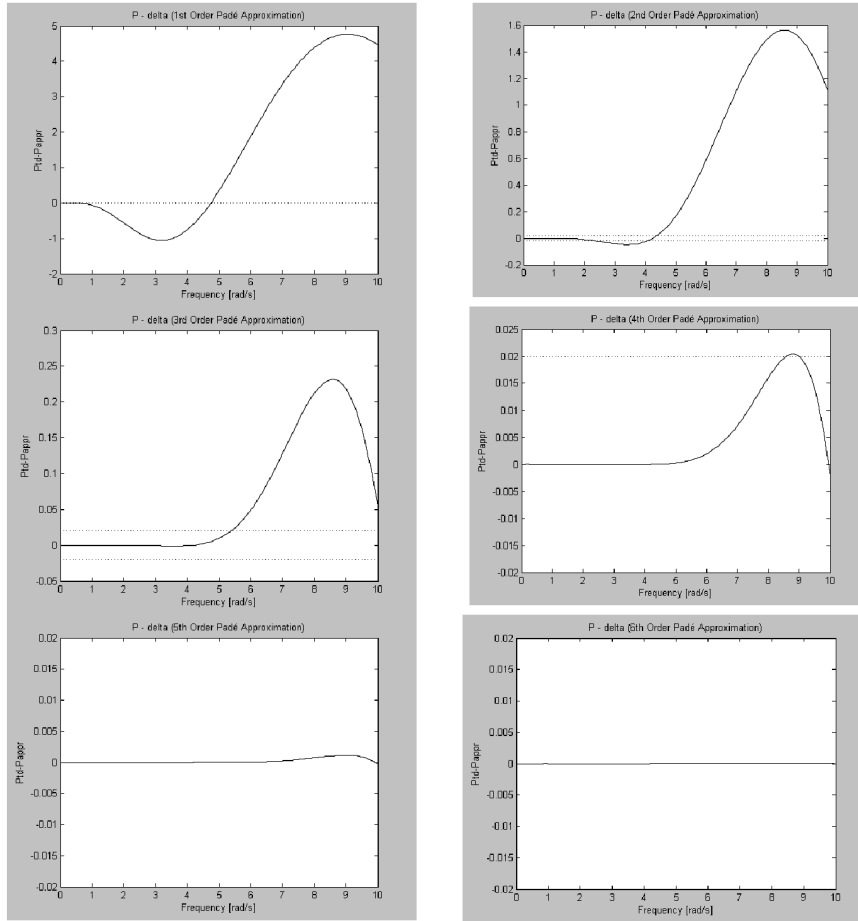 P - delta (1st Order Padé Approximation)
5
4
3
2
1
0
-1
-2
Ptd-Pappr
0 1 2 3 4 5 6 7 8 9 10
Frequency [rad/s]
P - delta (2nd Order Padé Approximation)
1.6
1.4
1.2
1
0.8
0.6
0.4
0.2
0
-0.2
Ptd-Pappr
0 1 2 3 4 5 6 7 8 9 10
Frequency [rad/s]
P - delta (3rd Order Padé Approximation)
0.3
0.25
0.2
0.15
0.1
0.05
0
-0.05
Ptd-Pappr
0 1 2 3 4 5 6 7 8 9 10
Frequency [rad/s]
P - delta (4th Order Padé Approximation)
0.025
0.02
0.015
0.01
0.005
0
-0.005
-0.01
-0.015
-0.02
Ptd-Pappr
0 1 2 3 4 5 6 7 8 9 10
Frequency [rad/s]
P - delta (5th Order Padé Approximation)
0.02
0.015
0.01
0.005
0
-0.005
-0.01
-0.015
-0.02
Ptd-Pappr
0 1 2 3 4 5 6 7 8 9 10
Frequency [rad/s]
P - delta (6th Order Padé Approximation)
0.02
0.015
0.01
0.005
0
-0.005
-0.01
-0.015
-0.02
Ptd-Pappr
0 1 2 3 4 5 6 7 8 9 10
Frequency [rad/s]